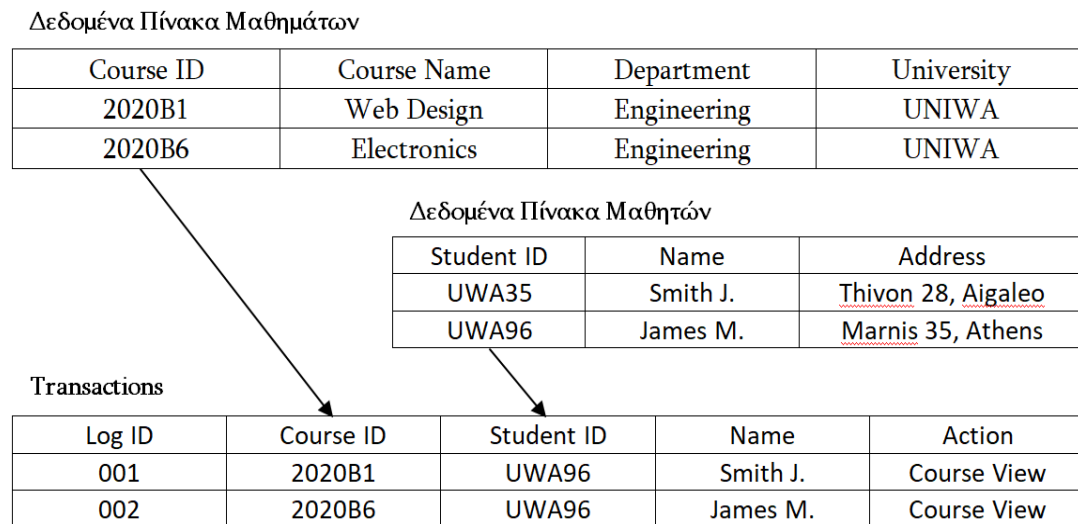 Δεδομένα Πίνακα Μαθημάτων
Course ID Course Name Department University
2020B1 Web Design Engineering UNIWA
2020B6 Electronics Engineering UNIWA
Δεδομένα Πίνακα Μαθητών
Student ID Name Address
UWA35 Smith J. Thivon 28, Aigaleo
UWA96 James M. Marnis 35, Athens
Transactions
Log ID Course ID Student ID Name Action
001 2020B1 UWA96 Smith J. Course View
002 2020B6 UWA96 James M. Course View